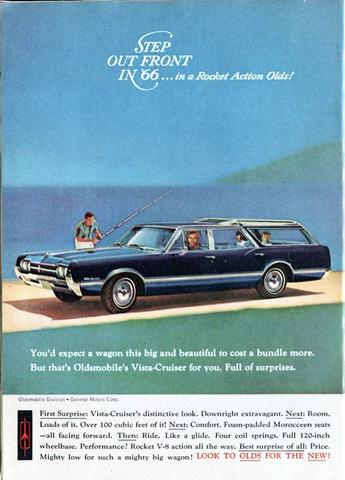 STEP
OUT FRONT
IN '66...in a Rocket Action Olds!
You'd expect a wagon this big and beautiful to cost a bundle more.
But that's Oldsmobile's Vista-Cruiser for you. Full of surprises.
Oldsmobile Division • General Motors Corp.
First Surprise: Vista-Cruiser's distinctive look. Downright extravagant. Next: Room.
Loads of it. Over 100 cubic feet of it! Next: Comfort. Foam-padded Morocceen seats
—all facing forward. Then: Ride. Like a glide. Four coil springs. Full 120-inch
wheelbase. Performance? Rocket V-8 action all the way. Best surprise of all: Price.
Mighty low for such a mighty big wagon! LOOK TO OLDS FOR THE NEW!